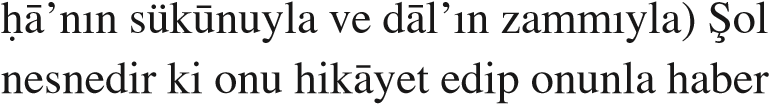 ḥā’nın sükūnuyla ve dāl’ın zammıyla) Şol
nesnedir ki onu hikāyet edip onunla haber